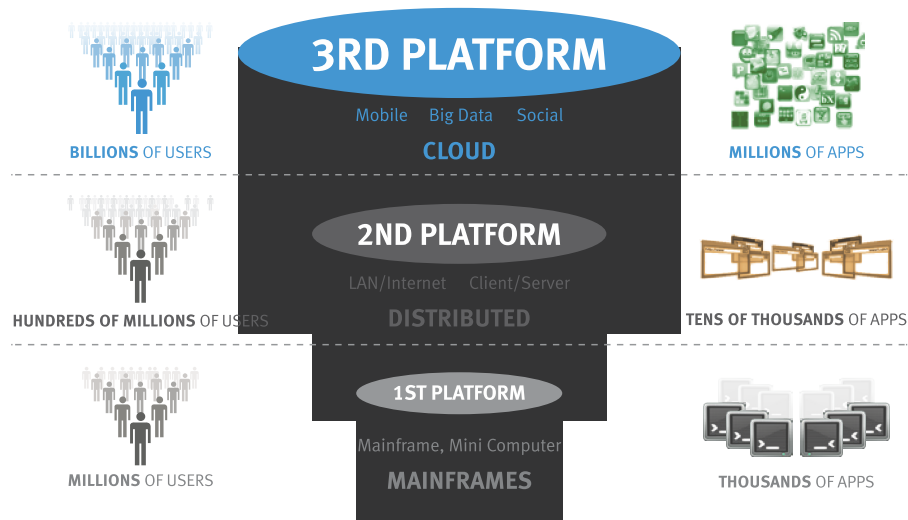 3RD PLATFORM
Mobile Big Data Social
CLOUD
BILLIONS OF USERS
MILLIONS OF APPS
2ND PLATFORM
LAN/Internet Client/Server
DISTRIBUTED
HUNDREDS OF MILLIONS OF USERS
TENS OF THOUSANDS OF APPS
1ST PLATFORM
Mainframe, Mini Computer
MAINFRAMES
MILLIONS OF USERS
THOUSANDS OF APPS